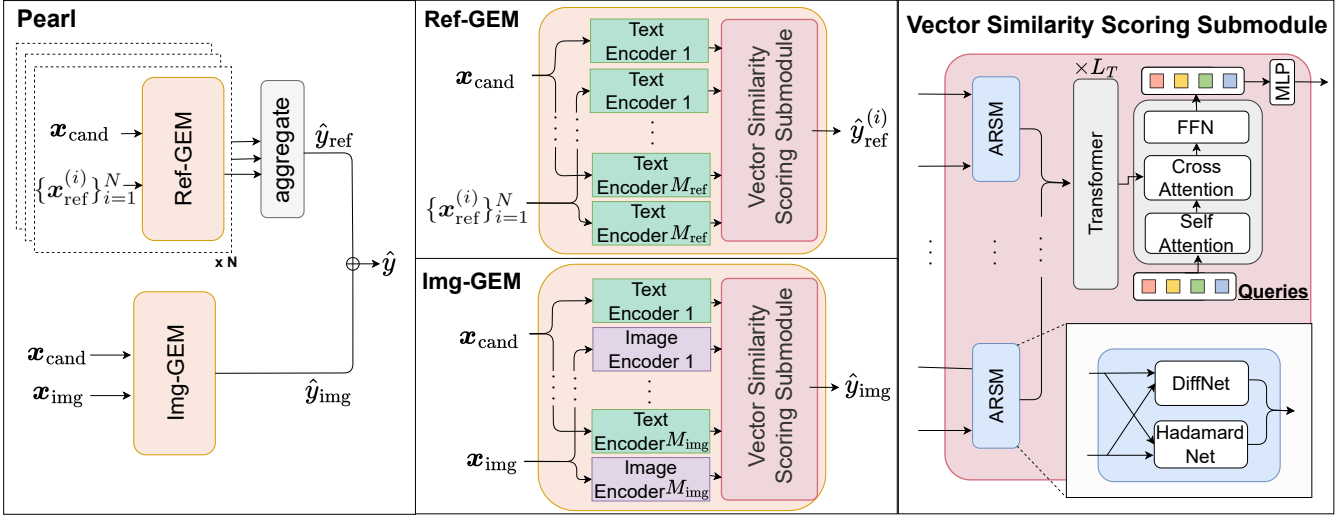 Pearl
x_cand
{x_ref^(i)}_{i=1}^N
Ref-GEM
aggregate
ŷ_ref
x N
ŷ
x_cand
x_img
Img-GEM
ŷ_img
Ref-GEM
x_cand
{x_ref^(i)}_{i=1}^N
Text
Encoder 1
Text
Encoder 1
Text
Encoder M_ref
Text
Encoder M_ref
Vector Similarity
Scoring Submodule
ŷ_ref^(i)
Img-GEM
x_cand
x_img
Text
Encoder 1
Image
Encoder 1
Text
Encoder M_img
Image
Encoder M_img
Vector Similarity
Scoring Submodule
ŷ_img
Vector Similarity Scoring Submodule
ARSM
ARSM
×L_T
Transformer
MLP
FFN
Cross
Attention
Self
Attention
Queries
DiffNet
Hadamard
Net